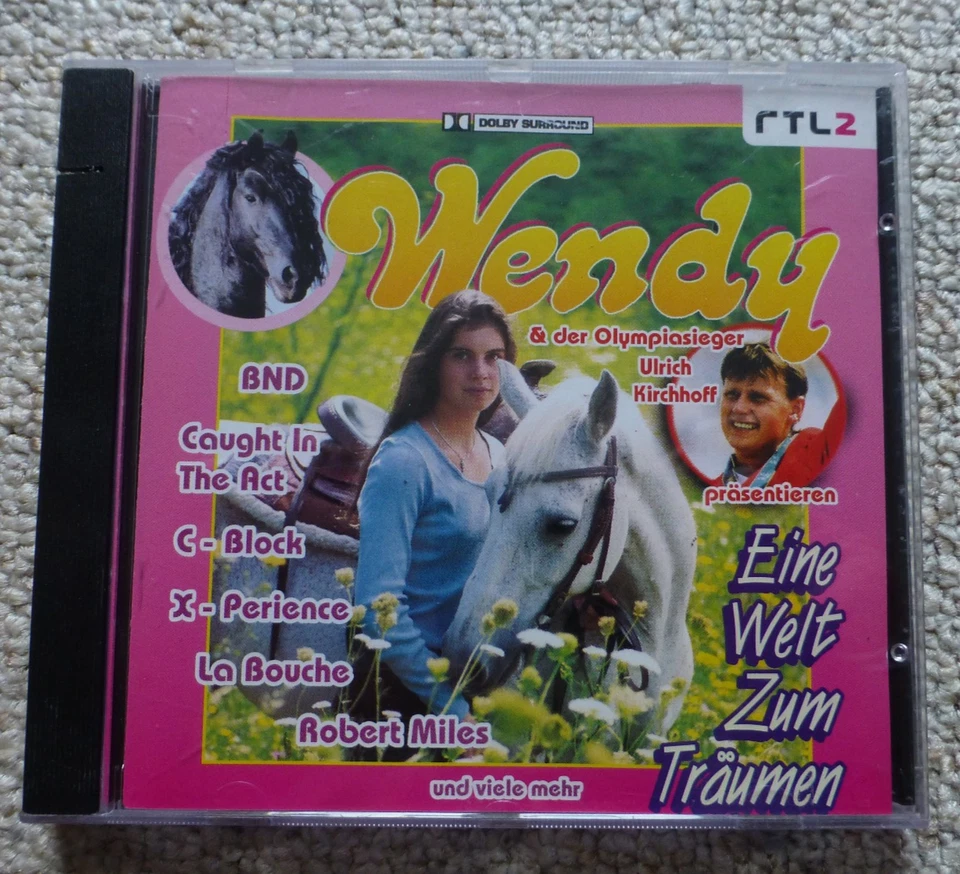 DOLBY SURROUND
rTL2
Wendy
& der Olympiasieger
Ulrich
Kirchhoff
präsentieren
BND
Caught In
The Act
C - Block
X - Perience
La Bouche
Robert Miles
und viele mehr
Eine
Welt
Zum
Träumen